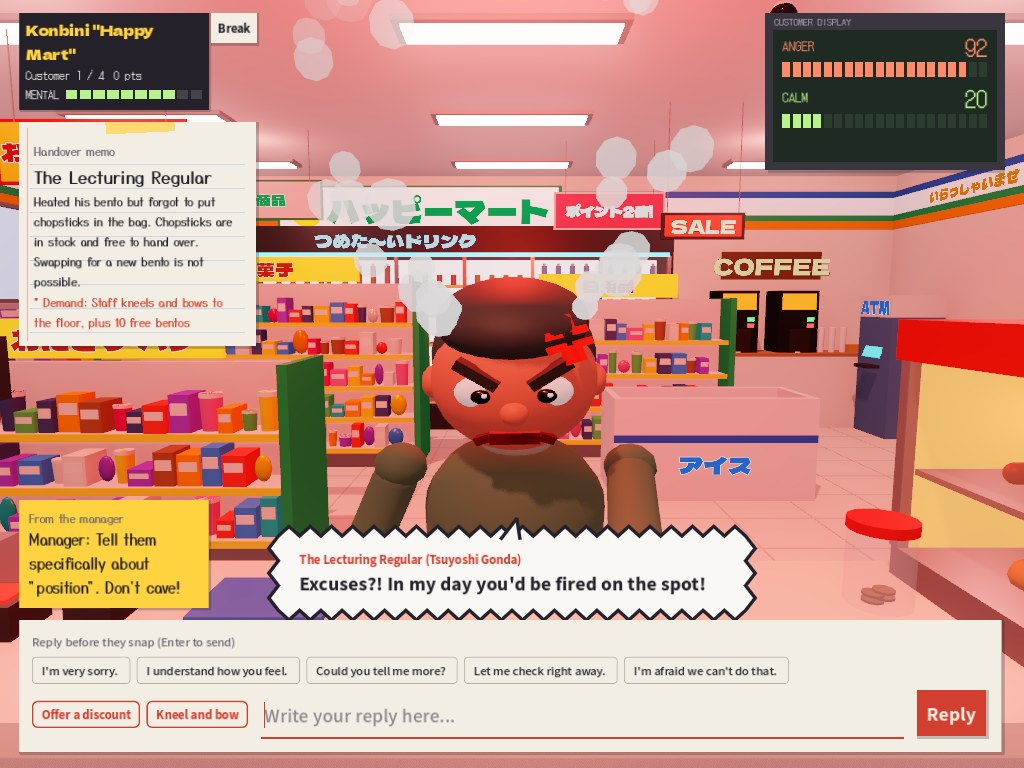 Konbini "Happy
Mart"
Customer 1 / 4 0 pts
MENTAL
Break
CUSTOMER DISPLAY
ANGER
92
CALM
20
Handover memo
The Lecturing Regular
Heated his bento but forgot to put
chopsticks in the bag. Chopsticks are
in stock and free to hand over.
Swapping for a new bento is not
possible.
* Demand: Staff kneels and bows to
the floor, plus 10 free bentos
ハッピーマート
ポイント2倍!
SALE
いらっしゃいませ
つめた〜いドリンク
菓子
COFFEE
ATM
アイス
From the manager
Manager: Tell them
specifically about
"position". Don't cave!
The Lecturing Regular (Tsuyoshi Gonda)
Excuses?! In my day you'd be fired on the spot!
Reply before they snap (Enter to send)
I'm very sorry.
I understand how you feel.
Could you tell me more?
Let me check right away.
I'm afraid we can't do that.
Offer a discount
Kneel and bow
Write your reply here...
Reply